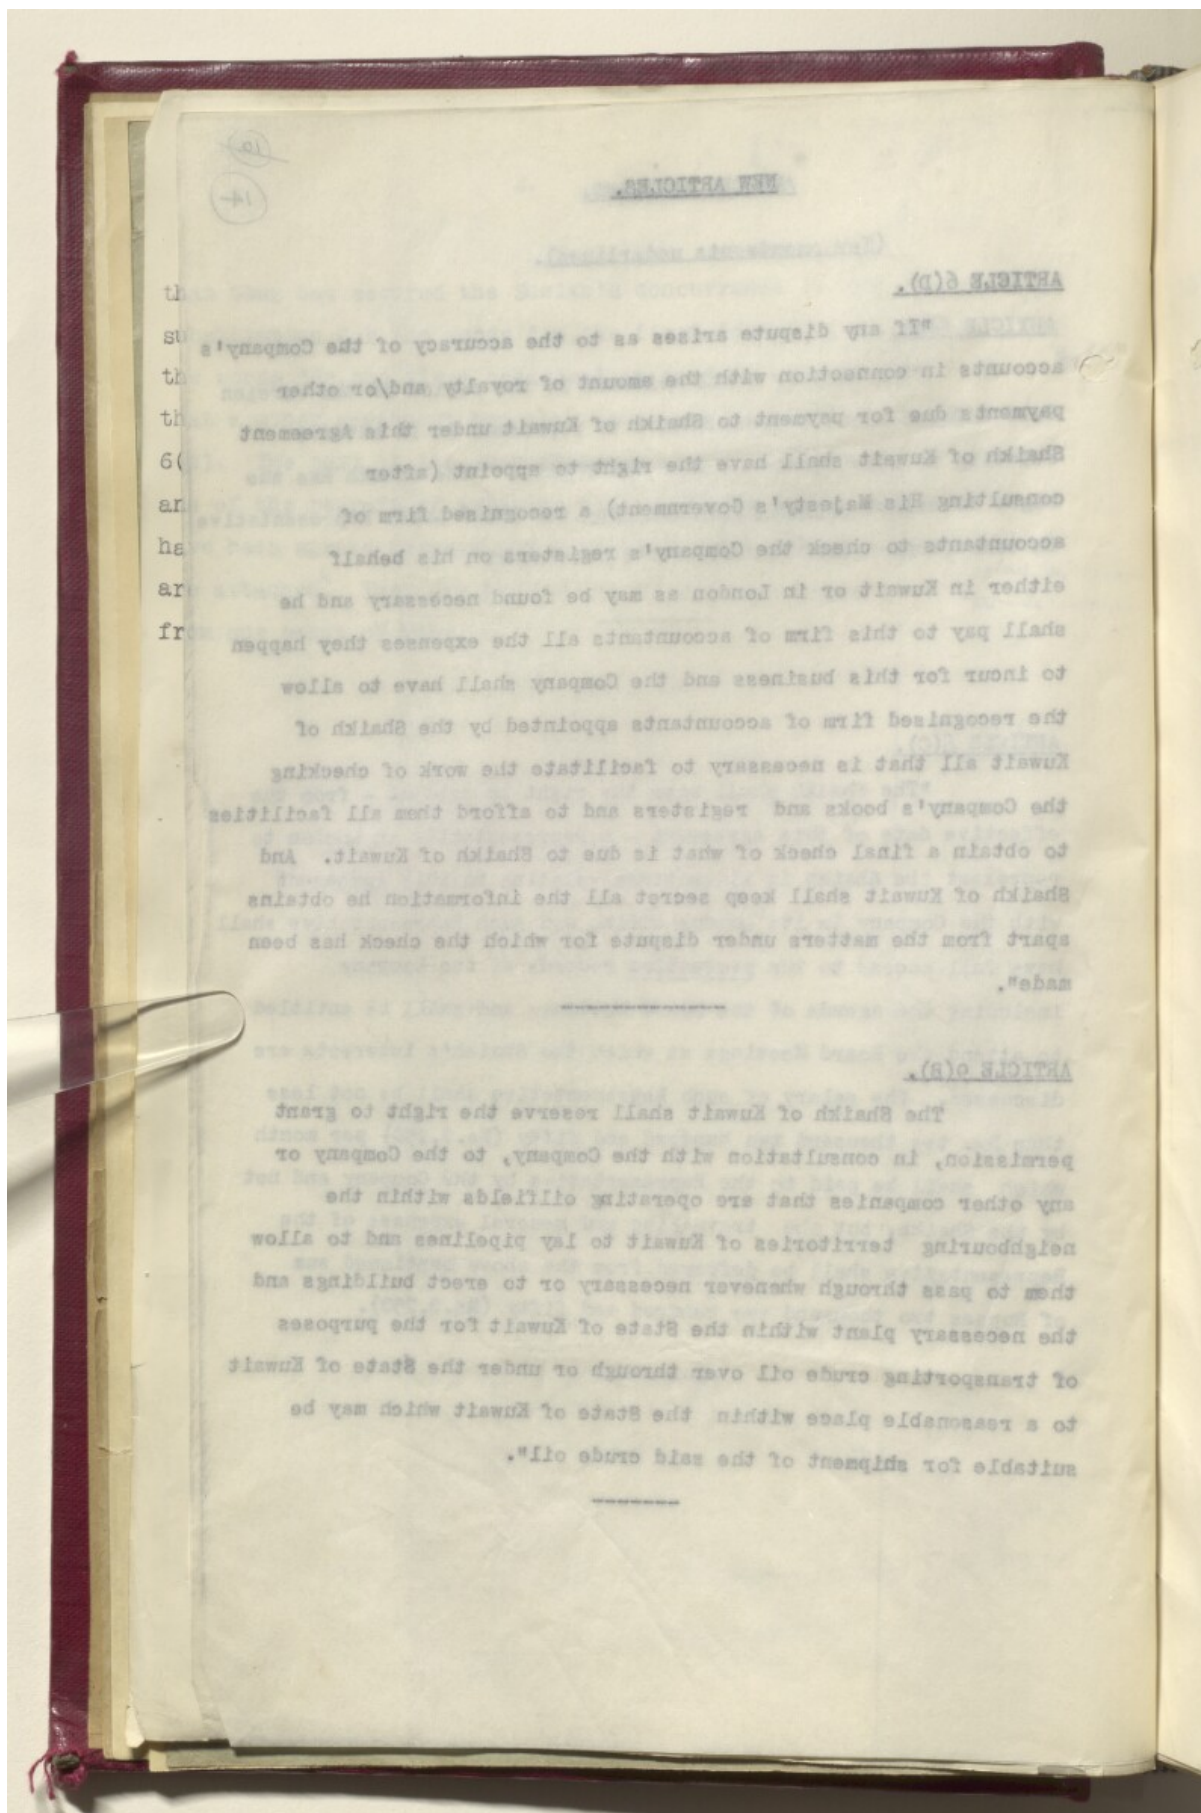 14
NEW ARTICLES.
ARTICLE 6(D).
"If any dispute arises as to the accuracy of the Company's
accounts in connection with the amount of royalty and/or other
payments due for payment to Shaikh of Kuwait under this Agreement
Shaikh of Kuwait shall have the right to appoint (after
consulting His Majesty's Government) a recognised firm of
accountants to check the Company's registers on his behalf
either in Kuwait or in London as may be found necessary and he
shall pay to this firm of accountants all the expenses they happen
to incur for this business and the Company shall have to allow
the recognised firm of accountants appointed by the Shaikh of
Kuwait all that is necessary to facilitate the work of checking
the Company's books and registers and to afford them all facilities
to obtain a final check of what is due to Shaikh of Kuwait. And
Shaikh of Kuwait shall keep secret all the information he obtains
apart from the matters under dispute for which the check has been
made".
ARTICLE 9(B).
The Shaikh of Kuwait shall reserve the right to grant
permission, in consultation with the Company, to the Company or
any other companies that are operating oilfields within the
neighbouring territories of Kuwait to lay pipelines and to allow
them to pass through whenever necessary or to erect buildings and
the necessary plant within the State of Kuwait for the purposes
of transporting crude oil over through or under the State of Kuwait
to a reasonable place within the State of Kuwait which may be
suitable for shipment of the said crude oil".
th
su
th
th
6(
an
ha
are
fr